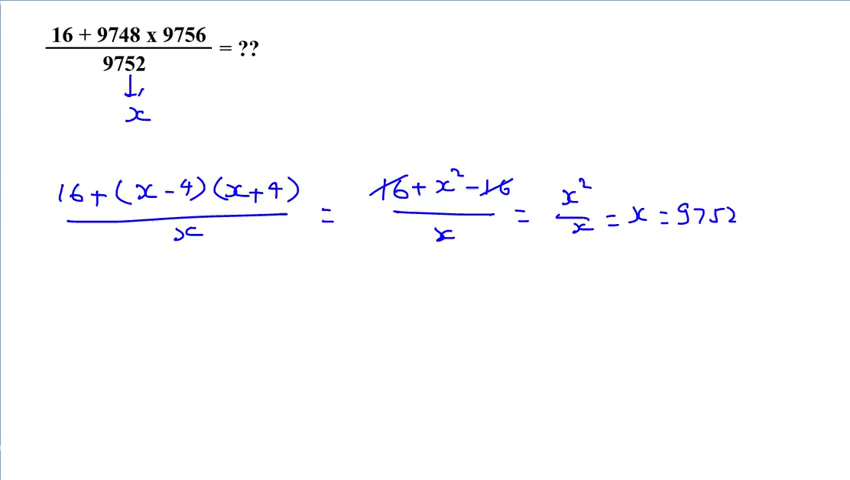 16 + 9748 x 9756
= ??
9752
↓
x
16+(x-4)(x+4)
=
16+x²-16
=
x²
= x = 9752
x
x
x